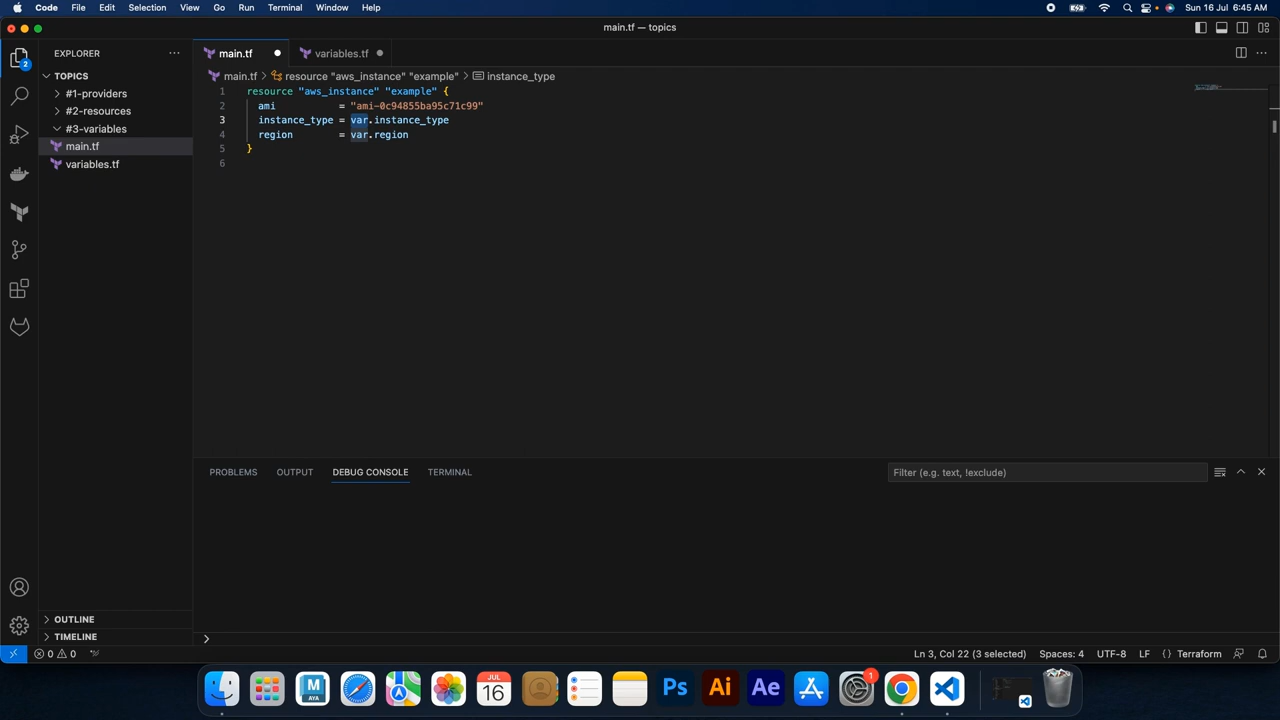 Code File Edit Selection View Go Run Terminal Window Help Sun 16 Jul 6:45 AM
main.tf — topics
EXPLORER
main.tf variables.tf
TOPICS
main.tf > resource "aws_instance" "example" > instance_type
#1-providers
#2-resources
#3-variables
main.tf
variables.tf
1 resource "aws_instance" "example" {
2 ami = "ami-0c94855ba95c71c99"
3 instance_type = var.instance_type
4 region = var.region
5 }
6
2
PROBLEMS OUTPUT DEBUG CONSOLE TERMINAL Filter (e.g. text, !exclude)
>
OUTLINE
TIMELINE
0 0 Ln 3, Col 22 (3 selected) Spaces: 4 UTF-8 LF Terraform
M
AYA
JUL
16
Ps
Ai
Ae
1